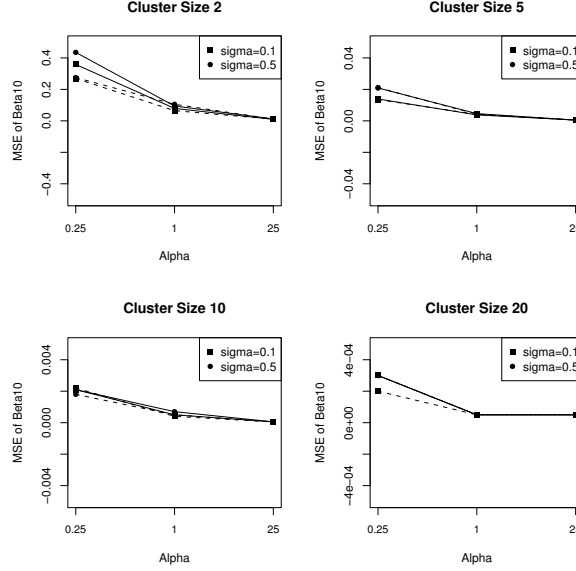 Cluster Size 2
MSE of Beta10
0.4
0.2
0.0
−0.4
sigma=0.1
sigma=0.5
0.25
1
25
Alpha
Cluster Size 5
MSE of Beta10
0.04
0.00
−0.04
sigma=0.1
sigma=0.5
0.25
1
25
Alpha
Cluster Size 10
MSE of Beta10
0.004
0.000
−0.004
sigma=0.1
sigma=0.5
0.25
1
25
Alpha
Cluster Size 20
MSE of Beta10
4e−04
0e+00
−4e−04
sigma=0.1
sigma=0.5
0.25
1
25
Alpha